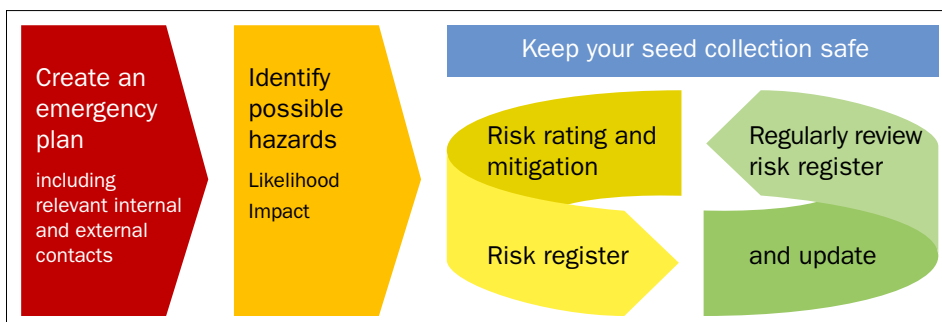 Create an
emergency
plan
including
relevant internal
and external
contacts
Identify
possible
hazards
Likelihood
Impact
Keep your seed collection safe
Risk rating and
mitigation
Risk register
Regularly review
risk register
and update